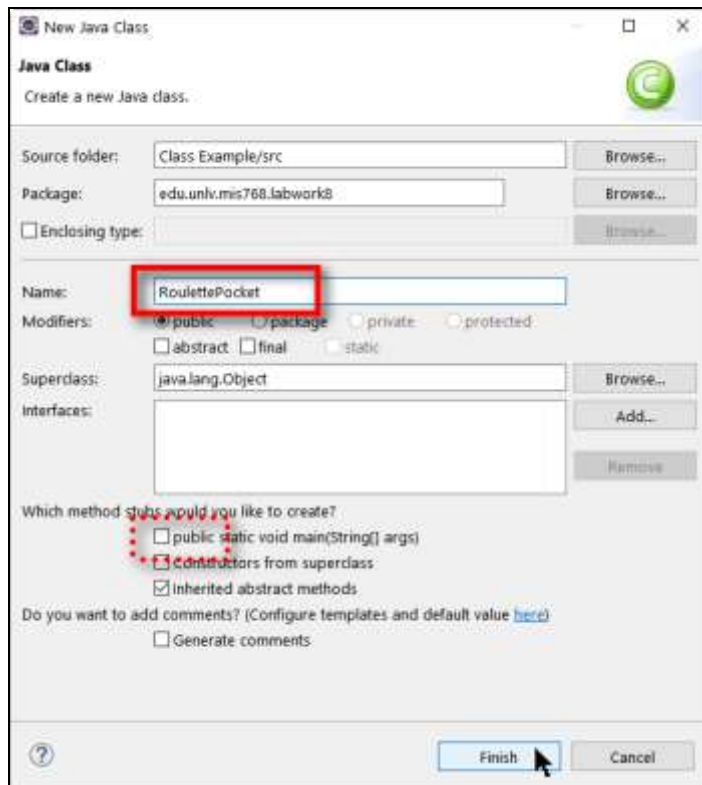 New Java Class
Java Class
Create a new Java class.
Source folder: Class Example/src Browse...
Package: edu.unlv.mis768.labwork8 Browse...
Enclosing type: Browse...
Name: RoulettePocket
Modifiers: public package private protected
abstract final static
Superclass: java.lang.Object Browse...
Interfaces: Add...
Remove
Which method stubs would you like to create?
public static void main(String[] args)
Constructors from superclass
Inherited abstract methods
Do you want to add comments? (Configure templates and default value here)
Generate comments
? Finish Cancel